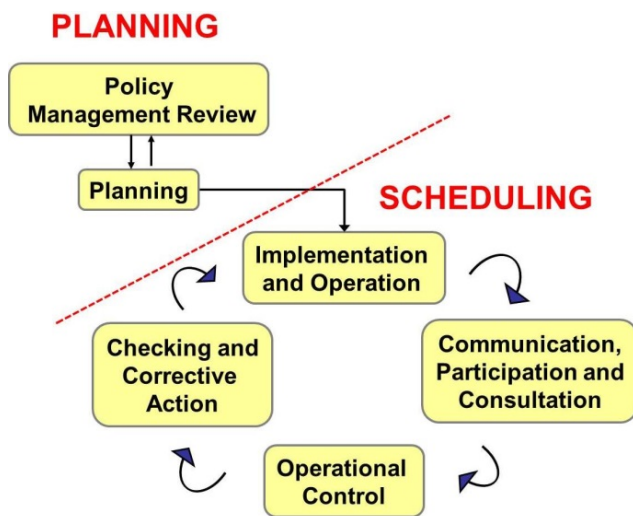 PLANNING
Policy
Management Review
Planning
SCHEDULING
Implementation
and Operation
Checking and
Corrective
Action
Communication,
Participation and
Consultation
Operational
Control